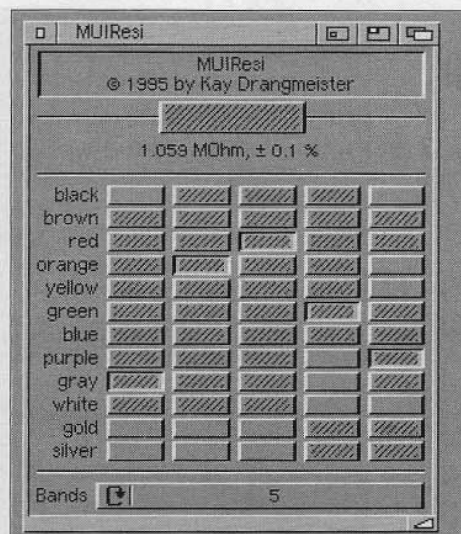 MUIResi
MUIResi
© 1995 by Kay Drangmeister
1.059 MOhm, ± 0.1 %
black
brown
red
orange
yellow
green
blue
purple
gray
white
gold
silver
Bands 5